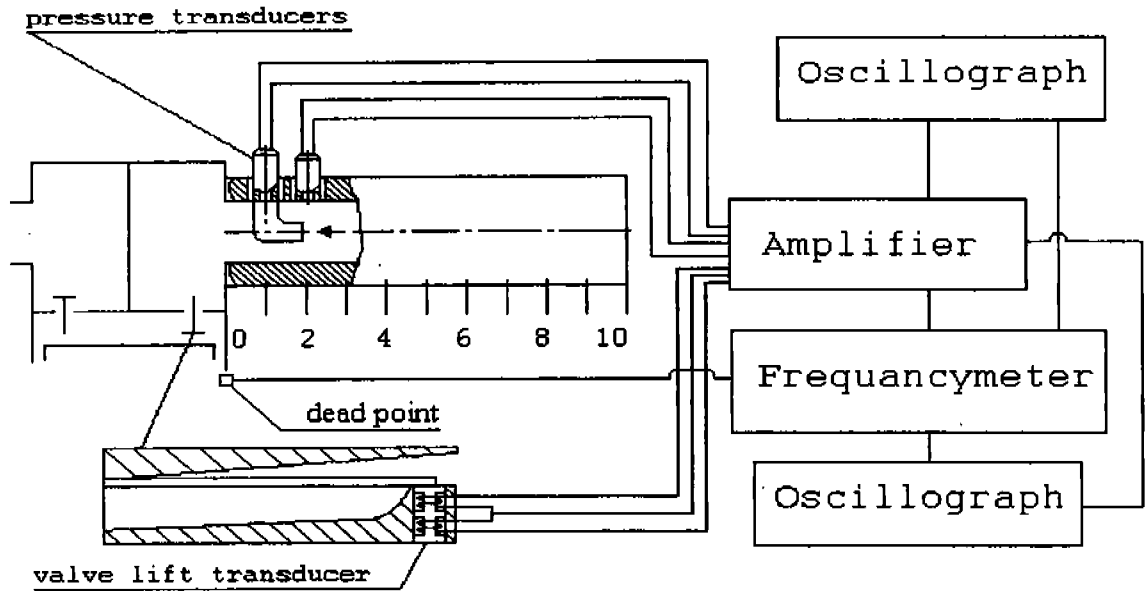 pressure transducers
Oscillograph
Amplifier
0 2 4 6 8 10
Frequancymeter
dead point
Oscillograph
valve lift transducer